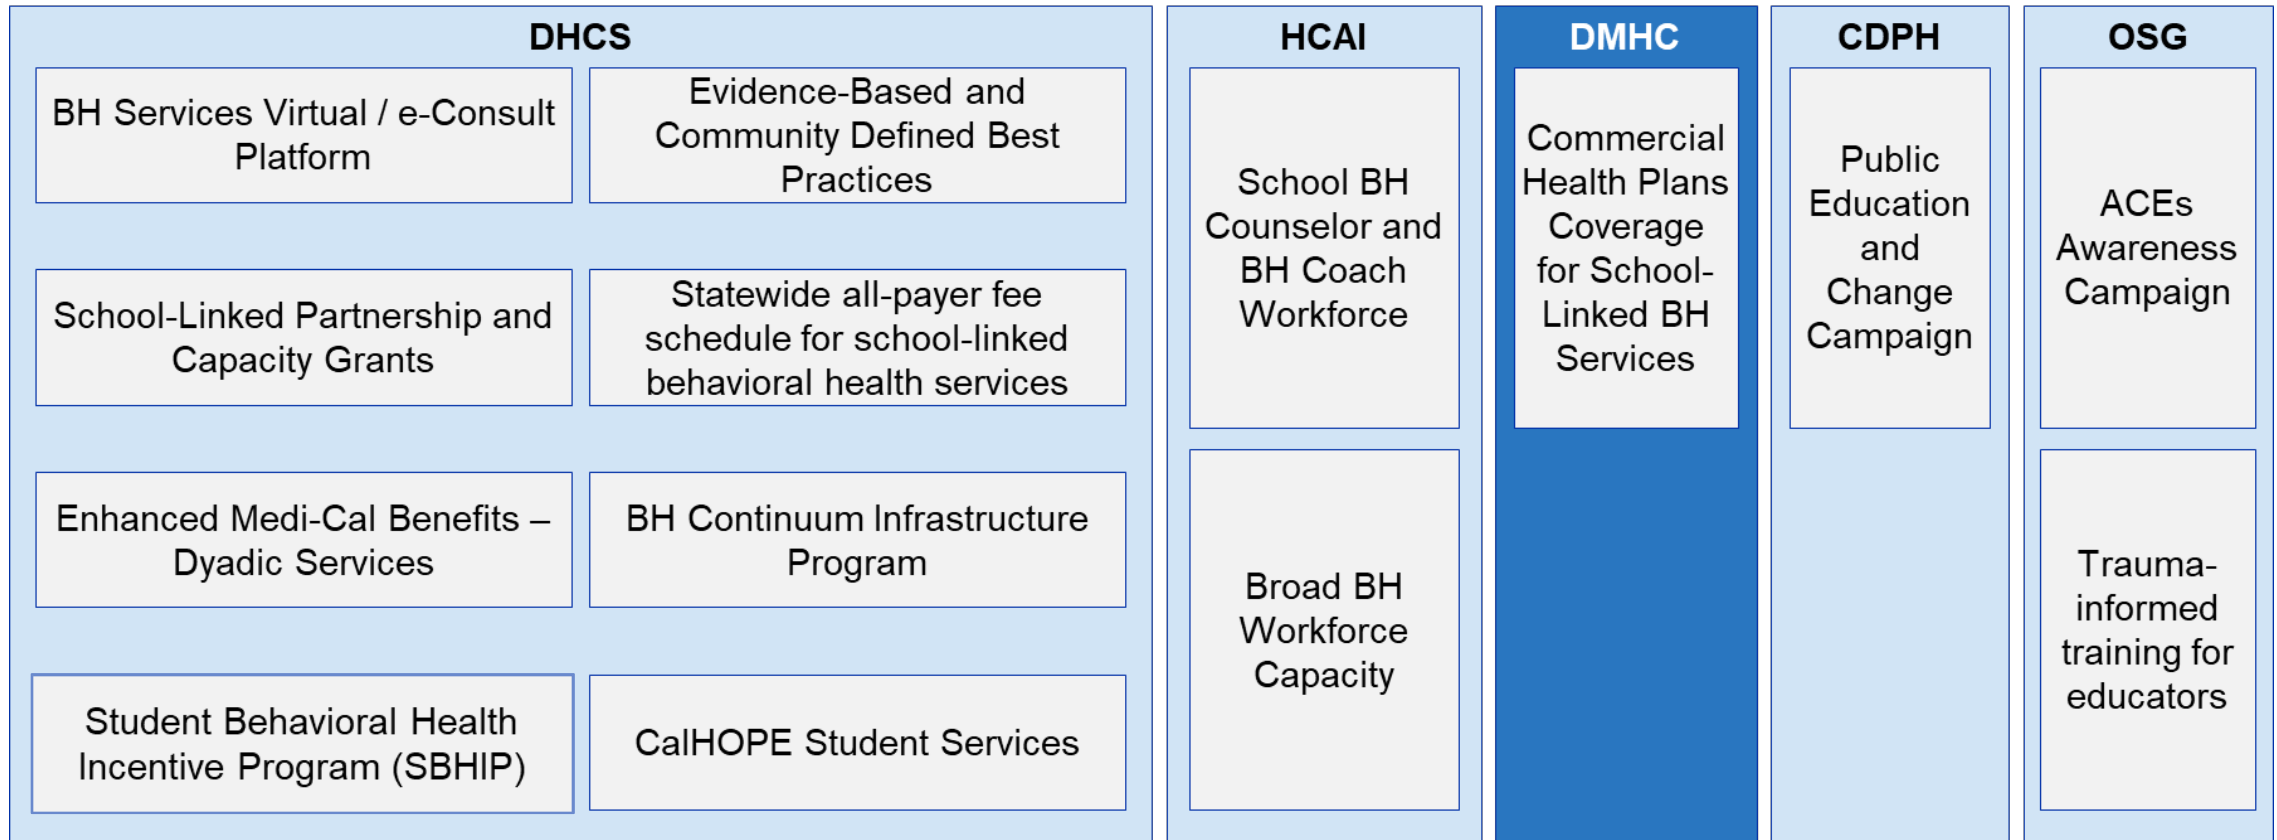 DHCS
BH Services Virtual / e-Consult
Platform
Evidence-Based and
Community Defined Best
Practices
School-Linked Partnership and
Capacity Grants
Statewide all-payer fee
schedule for school-linked
behavioral health services
Enhanced Medi-Cal Benefits –
Dyadic Services
BH Continuum Infrastructure
Program
Student Behavioral Health
Incentive Program (SBHIP)
CalHOPE Student Services
HCAI
School BH
Counselor and
BH Coach
Workforce
Broad BH
Workforce
Capacity
DMHC
Commercial
Health Plans
Coverage
for School-
Linked BH
Services
CDPH
Public
Education
and
Change
Campaign
OSG
ACEs
Awareness
Campaign
Trauma-
informed
training for
educators